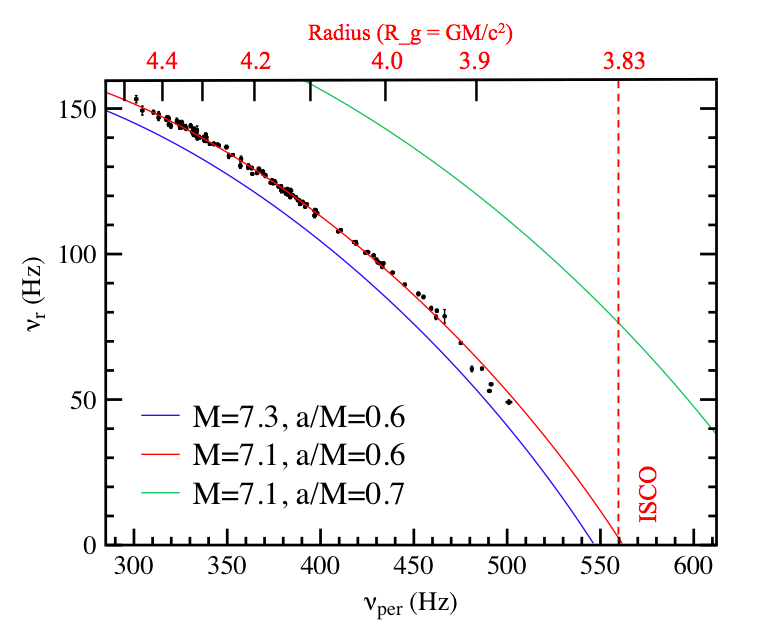 Radius (R_g = GM/c²)
4.4 4.2 4.0 3.9 3.83
150
100
50
0
ν_r (Hz)
M=7.3, a/M=0.6
M=7.1, a/M=0.6
M=7.1, a/M=0.7
ISCO
300 350 400 450 500 550 600
ν_per (Hz)